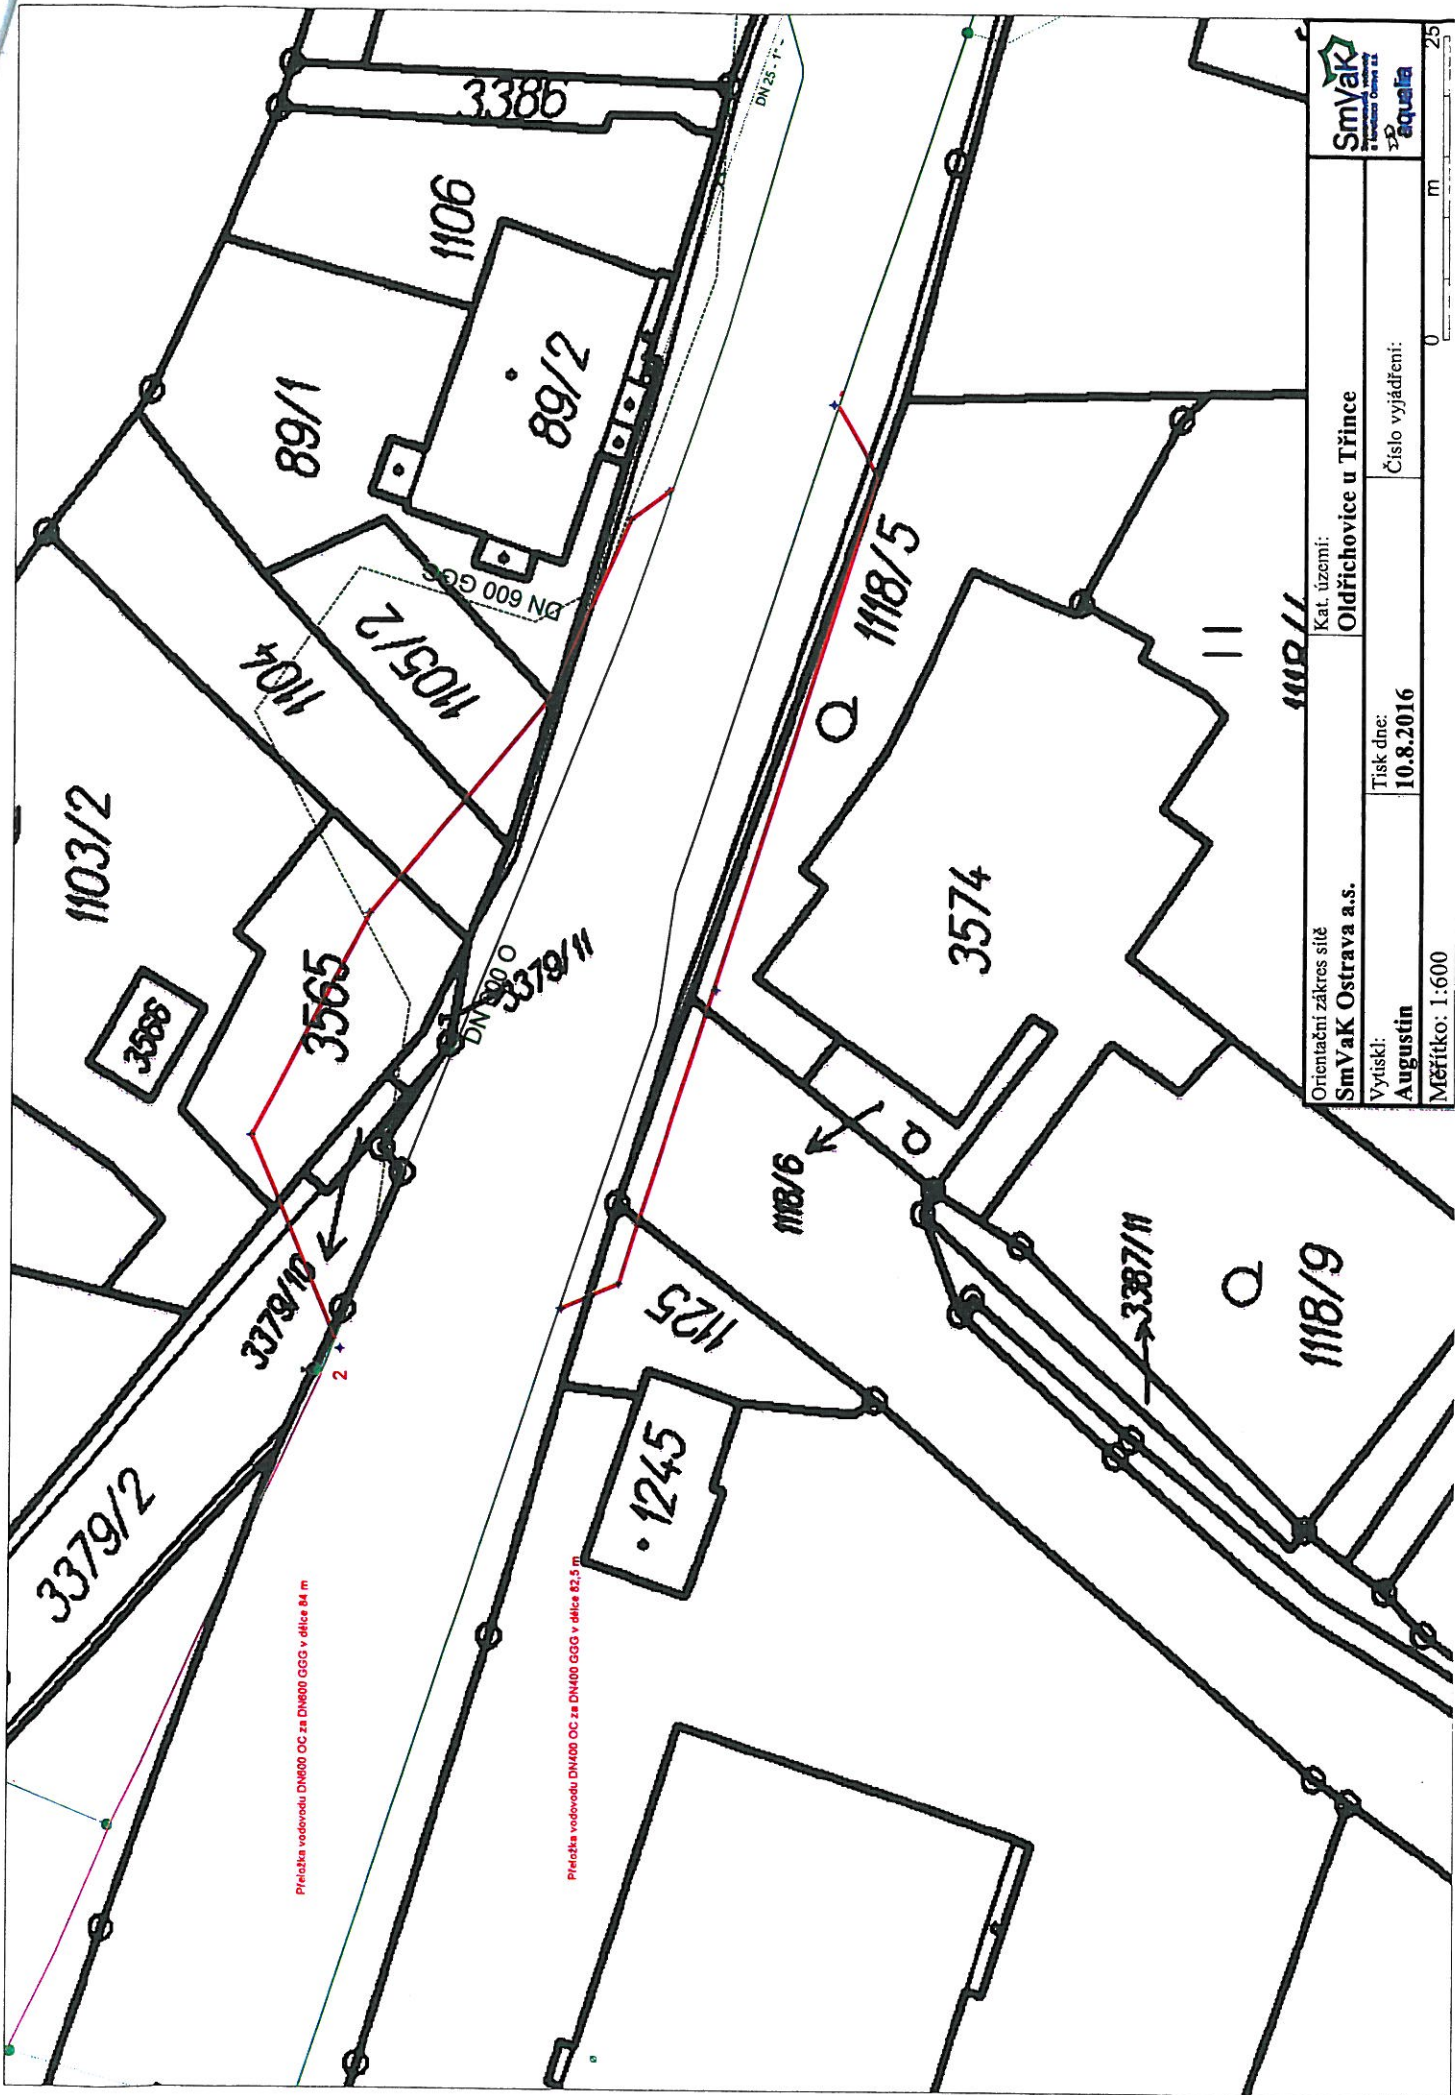 3386
1106
DN 25 - 1"
89/1
89/2
DN 600 GGG
1104
1105/2
1103/2
3565
3566
DN 600 O
3379/11
3379/10
2
3379/2
1118/5
3574
1118/6
1125
1245
3387/11
1118/9
Přeložka vodovodu DN600 OC za DN600 GGG v délce 84 m
Přeložka vodovodu DN400 OC za DN400 GGG v délce 82,5 m
Orientační zákres sítě
SmVaK Ostrava a.s.
Kat. území:
Oldřichovice u Třince
Vytiskl:
Augustin
Tisk dne:
10.8.2016
Číslo vyjádření:
SmVaK
aqualia
Měřítko: 1:600
0 m 25